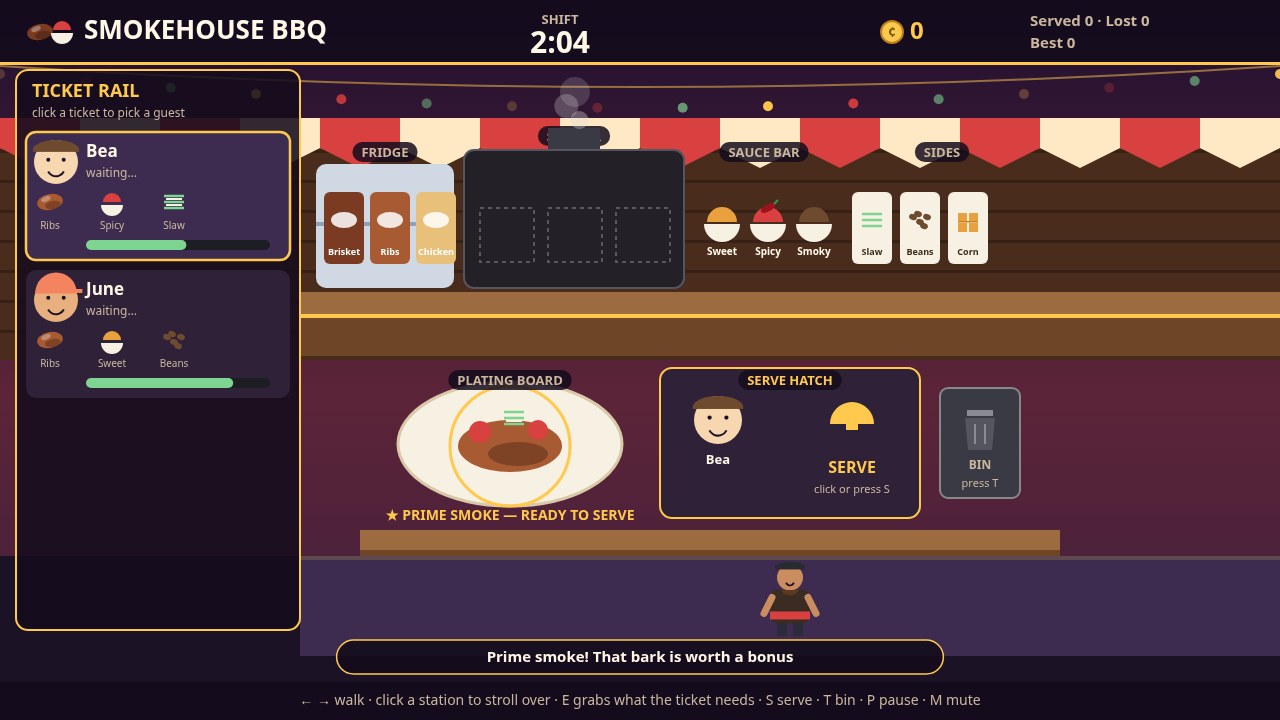 SMOKEHOUSE BBQ
SHIFT
2:04
¢ 0
Served 0 · Lost 0
Best 0
TICKET RAIL
click a ticket to pick a guest
Bea
waiting...
Ribs Spicy Slaw
June
waiting...
Ribs Sweet Beans
FRIDGE
Brisket Ribs Chicken
SAUCE BAR
Sweet Spicy Smoky
SIDES
Slaw Beans Corn
PLATING BOARD
★ PRIME SMOKE — READY TO SERVE
SERVE HATCH
Bea
SERVE
click or press S
BIN
press T
Prime smoke! That bark is worth a bonus
← → walk · click a station to stroll over · E grabs what the ticket needs · S serve · T bin · P pause · M mute